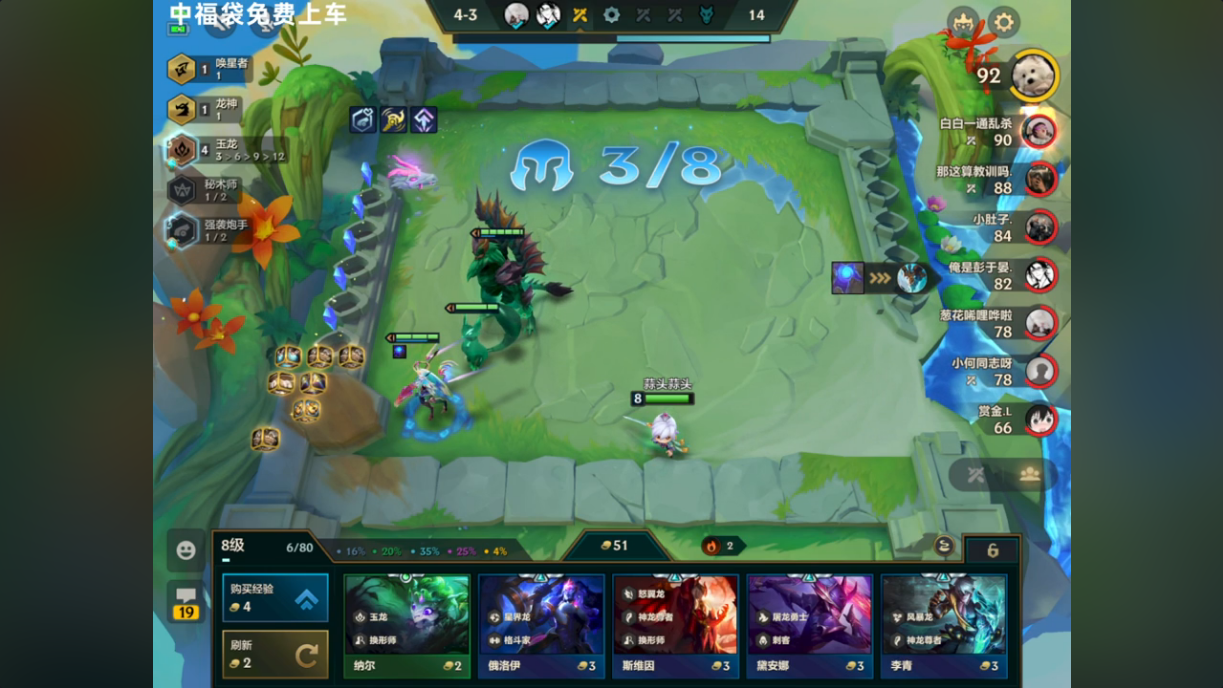 中福袋免费上车
4-3
14
1
唤星者
1
1
龙神
1
4
玉龙
3>6>9>12
秘术师
1/2
强袭炮手
1/2
3/8
92
白白一通乱杀
90
那这算教训吗.
88
小肚子.
84
俺是彭于晏.
82
葱花唏哩哗啦
78
小何同志呀
78
赏金.L
66
蒜头蒜头
8
8级
6/80
16%
20%
35%
25%
4%
51
2
6
19
购买经验
4
刷新
2
玉龙
换形师
纳尔
2
星界龙
格斗家
俄洛伊
3
怒翼龙
神龙尊者
换形师
斯维因
3
屠龙勇士
刺客
黛安娜
3
风暴龙
神龙尊者
李青
3